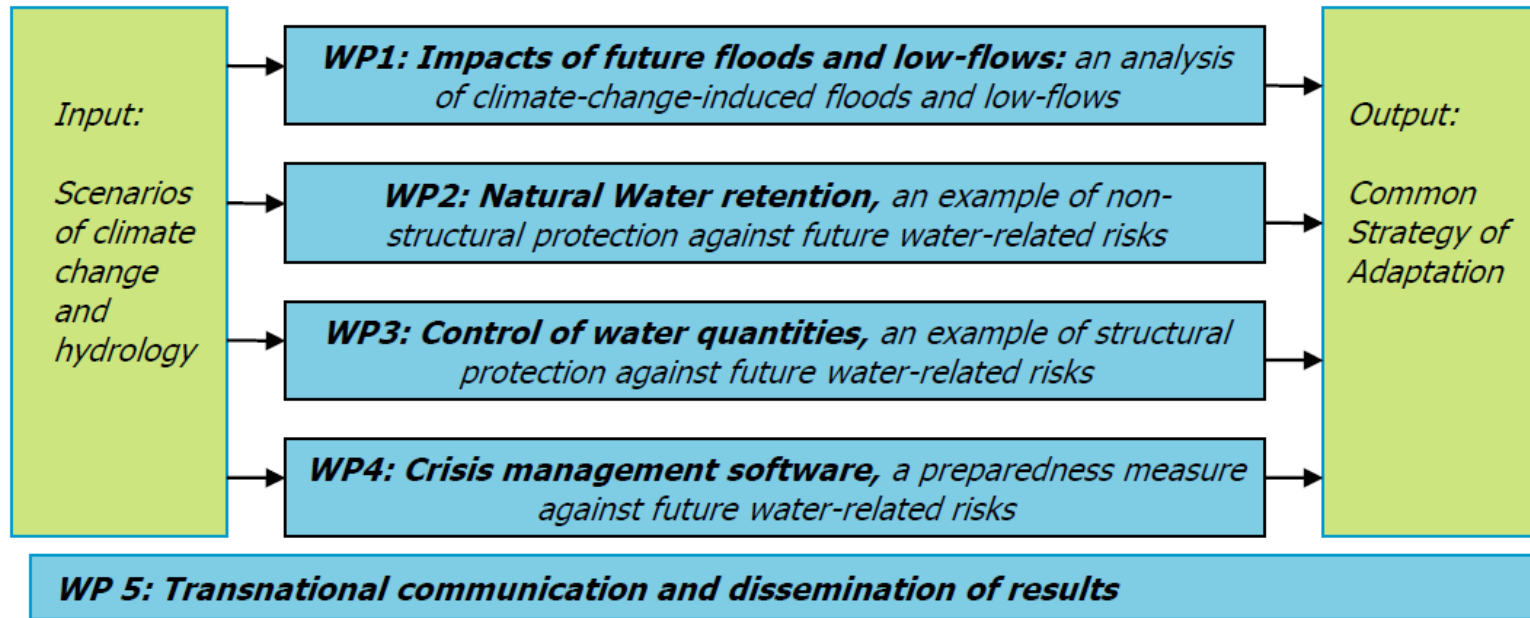 Input:
Scenarios
of climate
change
and
hydrology
WP1: Impacts of future floods and low-flows: an analysis
of climate-change-induced floods and low-flows
WP2: Natural Water retention, an example of non-
structural protection against future water-related risks
WP3: Control of water quantities, an example of structural
protection against future water-related risks
WP4: Crisis management software, a preparedness measure
against future water-related risks
Output:
Common
Strategy of
Adaptation
WP 5: Transnational communication and dissemination of results